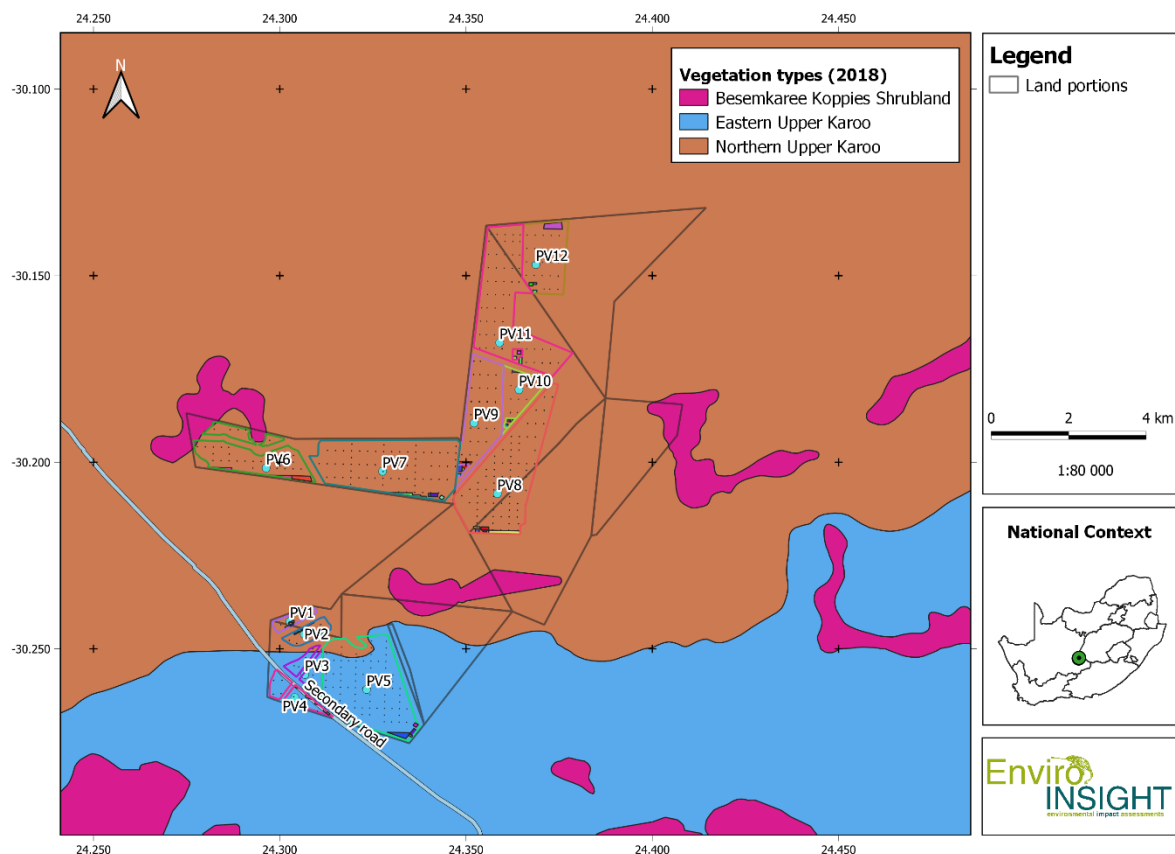 24.250 24.300 24.350 24.400 24.450
N
Vegetation types (2018)
Besemkaree Koppies Shrubland
Eastern Upper Karoo
Northern Upper Karoo
Legend
Land portions
-30.100
-30.150
-30.200
-30.250
PV12
PV11
PV10
PV9
PV6
PV7
PV8
PV1
PV2
PV3
PV5
PV4
Secondary road
0 2 4 km
1:80 000
National Context
Enviro
INSIGHT
environmental impact assessments
24.250 24.300 24.350 24.400 24.450